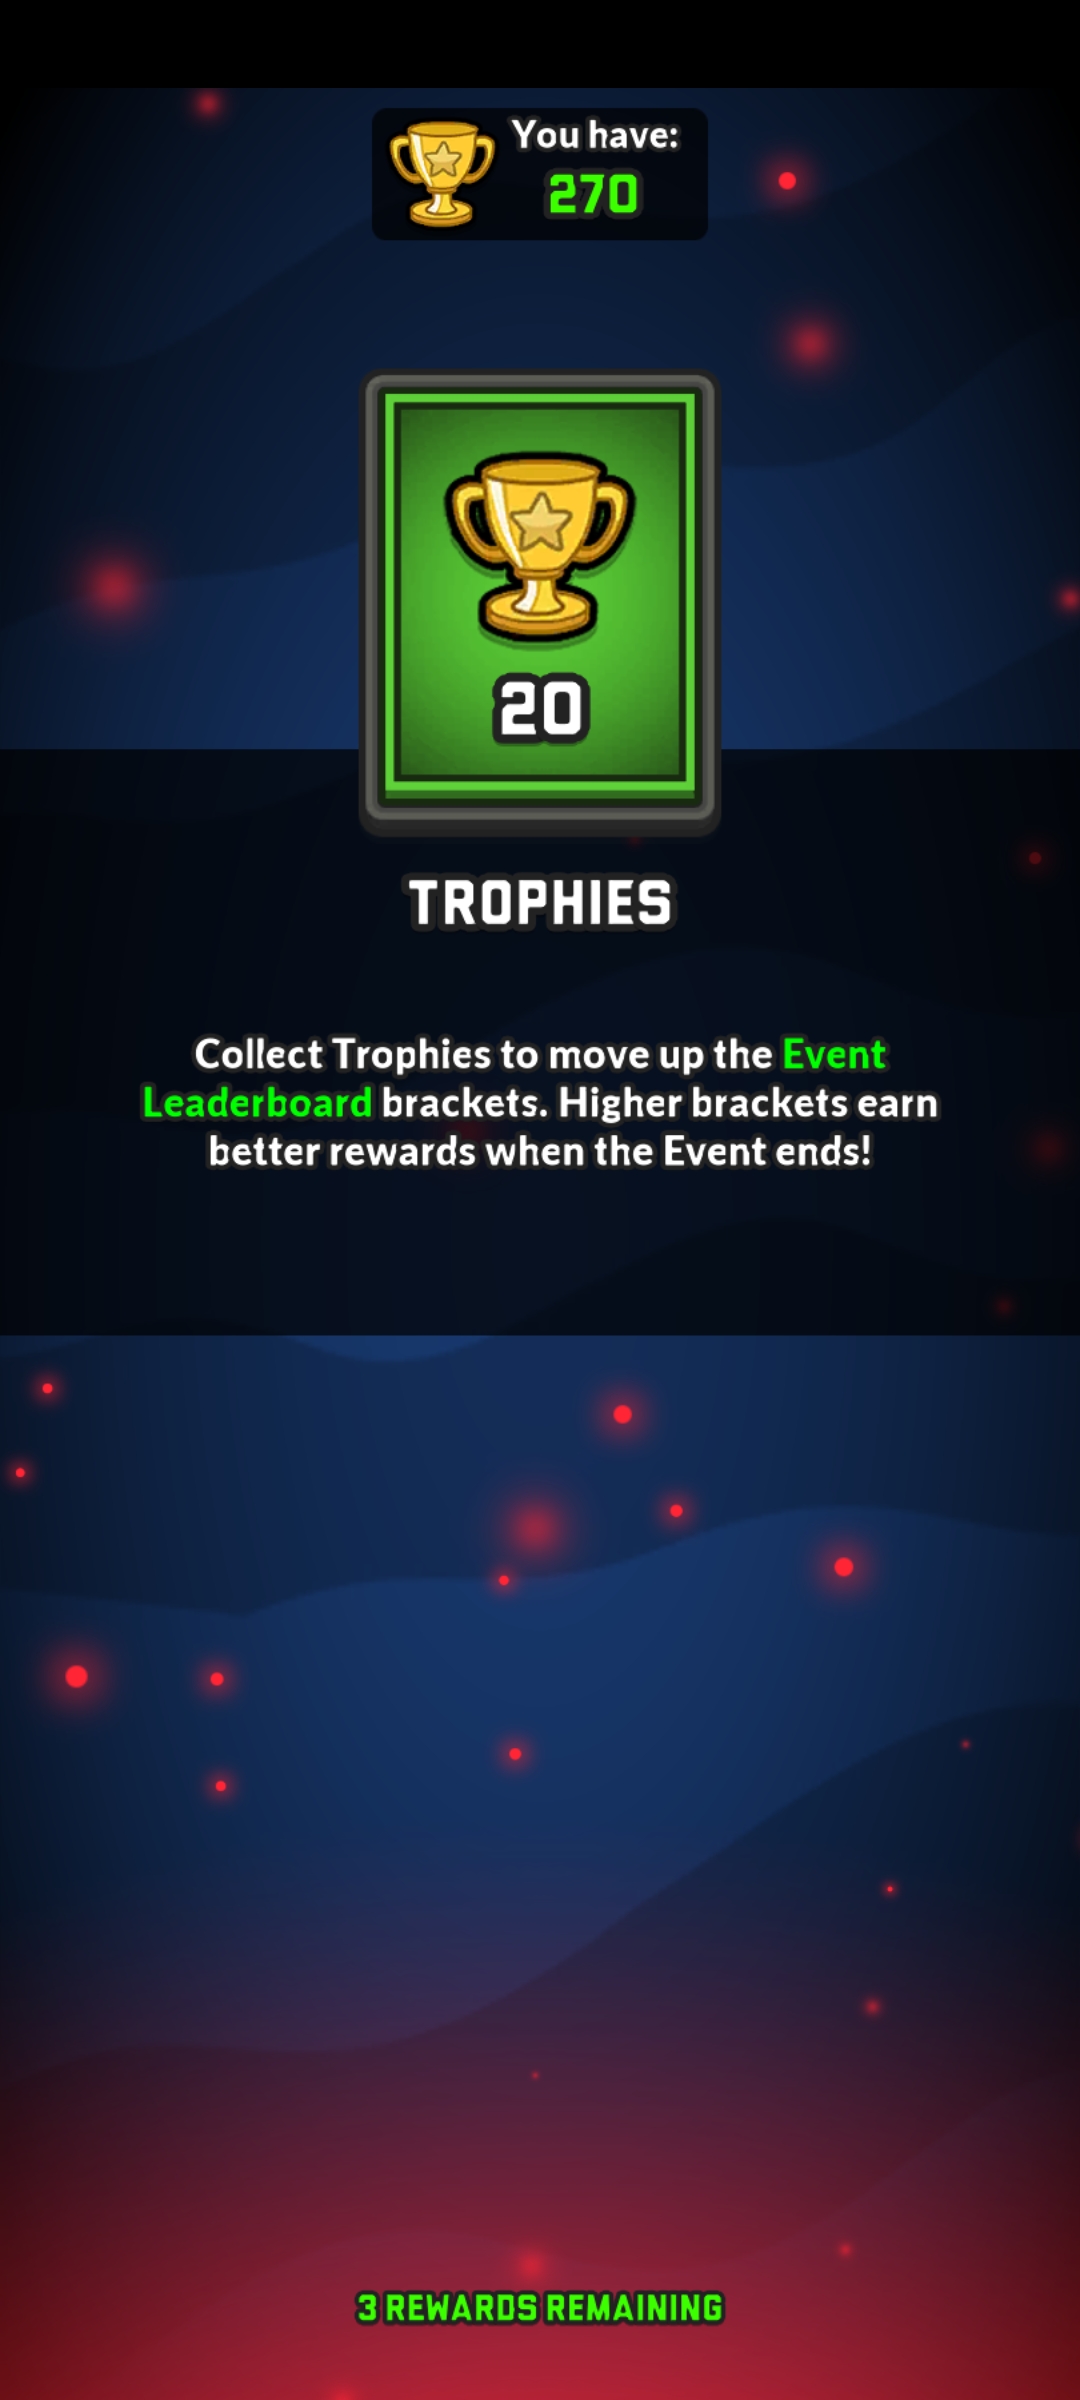 You have:
270
20
TROPHIES
Collect Trophies to move up the Event
Leaderboard brackets. Higher brackets earn
better rewards when the Event ends!
3 REWARDS REMAINING